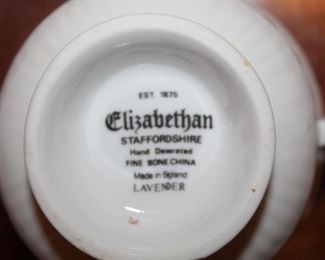 EST. 1875
Elizabethan
STAFFORDSHIRE
Hand Decorated
FINE BONE CHINA
Made in England
LAVENDER